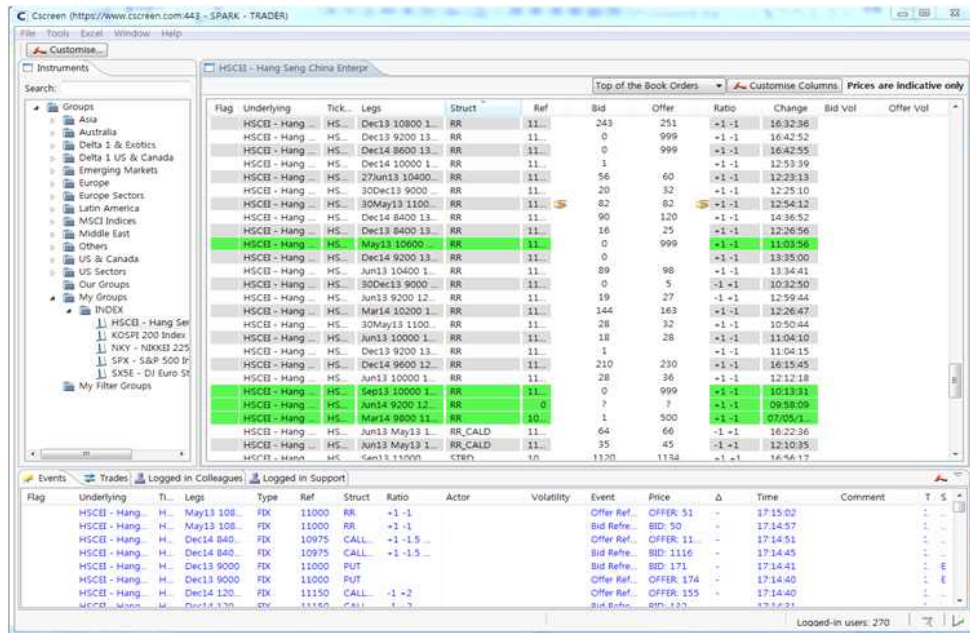 Cscreen (https://www.cscreen.com:443 - SPARK - TRADER)
File Tools Excel Window Help
Customise...
Instruments
HSCEI - Hang Seng China Enterpr
Search:
Top of the Book Orders Customise Columns Prices are indicative only
Groups
Asia
Australia
Delta 1 & Exotics
Delta 1 US & Canada
Emerging Markets
Europe
Europe Sectors
Latin America
MSCI Indices
Middle East
Others
US & Canada
US Sectors
Our Groups
My Groups
INDEX
HSCEI - Hang Sen
KOSPI 200 Index
NKY - NIKKEI 225
SPX - S&P 500 In
SX5E - DJ Euro St
My Filter Groups
Flag Underlying Tick... Legs Struct Ref Bid Offer Ratio Change Bid Vol Offer Vol
HSCEI - Hang ... HS... Dec13 10800 1... RR 11... 243 251 +1 -1 16:32:36
HSCEI - Hang ... HS... Dec13 9200 13... RR 11... 0 999 +1 -1 16:42:52
HSCEI - Hang ... HS... Dec14 8600 13... RR 11... 0 999 +1 -1 16:42:55
HSCEI - Hang ... HS... Dec14 10000 1... RR 11... 1 +1 -1 12:53:39
HSCEI - Hang ... HS... 27Jun13 10400... RR 11... 56 60 +1 -1 12:23:13
HSCEI - Hang ... HS... 30Dec13 9000 ... RR 11... 20 32 +1 -1 12:25:10
HSCEI - Hang ... HS... 30May13 1100... RR 11... 82 82 +1 -1 12:54:12
HSCEI - Hang ... HS... Dec14 8400 13... RR 11... 90 120 +1 -1 14:36:52
HSCEI - Hang ... HS... Dec13 8400 13... RR 11... 16 25 +1 -1 12:26:56
HSCEI - Hang ... HS... May13 10600 ... RR 11... 0 999 +1 -1 11:03:56
HSCEI - Hang ... HS... Dec14 9200 13... RR 11... 0 +1 -1 13:35:00
HSCEI - Hang ... HS... Jun13 10400 1... RR 11... 89 98 +1 -1 13:34:41
HSCEI - Hang ... HS... 30Dec13 9000 ... RR 11... 0 5 -1 +1 10:32:50
HSCEI - Hang ... HS... Jun13 9200 12... RR 11... 19 27 -1 +1 12:59:44
HSCEI - Hang ... HS... Mar14 10200 1... RR 11... 144 163 +1 -1 12:26:47
HSCEI - Hang ... HS... 30May13 1100... RR 11... 28 32 +1 -1 10:50:44
HSCEI - Hang ... HS... Jun13 10000 1... RR 11... 18 28 +1 -1 11:04:10
HSCEI - Hang ... HS... Dec13 9200 13... RR 11... 1 +1 -1 11:04:15
HSCEI - Hang ... HS... Dec14 9600 12... RR 11... 210 230 +1 -1 16:15:45
HSCEI - Hang ... HS... Jun13 10000 1... RR 11... 28 36 +1 -1 12:12:18
HSCEI - Hang ... HS... Sep13 10000 1... RR 11... 0 999 +1 -1 10:13:31
HSCEI - Hang ... HS... Jun14 9200 12... RR 0 ? ? +1 -1 09:58:09
HSCEI - Hang ... HS... Mar14 9800 11... RR 10... 1 500 +1 -1 07/05/1...
HSCEI - Hang ... HS... Jun13 May13 1... RR_CALD 11... 64 66 -1 +1 16:22:36
HSCEI - Hang ... HS... Jun13 May13 1... RR_CALD 11... 35 45 -1 +1 12:10:35
HSCEI - Hang HS Sep13 11000 STRD 10 1120 1134 +1 +1 16:56:17
Events Trades Logged in Colleagues Logged in Support
Flag Underlying Ti... Legs Type Ref Struct Ratio Actor Volatility Event Price Δ Time Comment T S
HSCEI - Hang... H... May13 108... FIX 11000 RR +1 -1 Offer Ref... OFFER: 51 - 17:15:02
HSCEI - Hang... H... May13 108... FIX 11000 RR +1 -1 Bid Refre... BID: 50 - 17:14:57
HSCEI - Hang... H... Dec14 840... FIX 10975 CALL... +1 -1.5 ... Offer Ref... OFFER: 11... - 17:14:51
HSCEI - Hang... H... Dec14 840... FIX 10975 CALL... +1 -1.5 ... Bid Refre... BID: 1116 - 17:14:45
HSCEI - Hang... H... Dec13 9000 FIX 11000 PUT Bid Refre... BID: 171 - 17:14:41 E
HSCEI - Hang... H... Dec13 9000 FIX 11000 PUT Offer Ref... OFFER: 174 - 17:14:40 E
HSCEI - Hang... H... Dec14 120... FIX 11150 CALL... -1 +2 Offer Ref... OFFER: 155 - 17:14:40
Logged-in users: 270